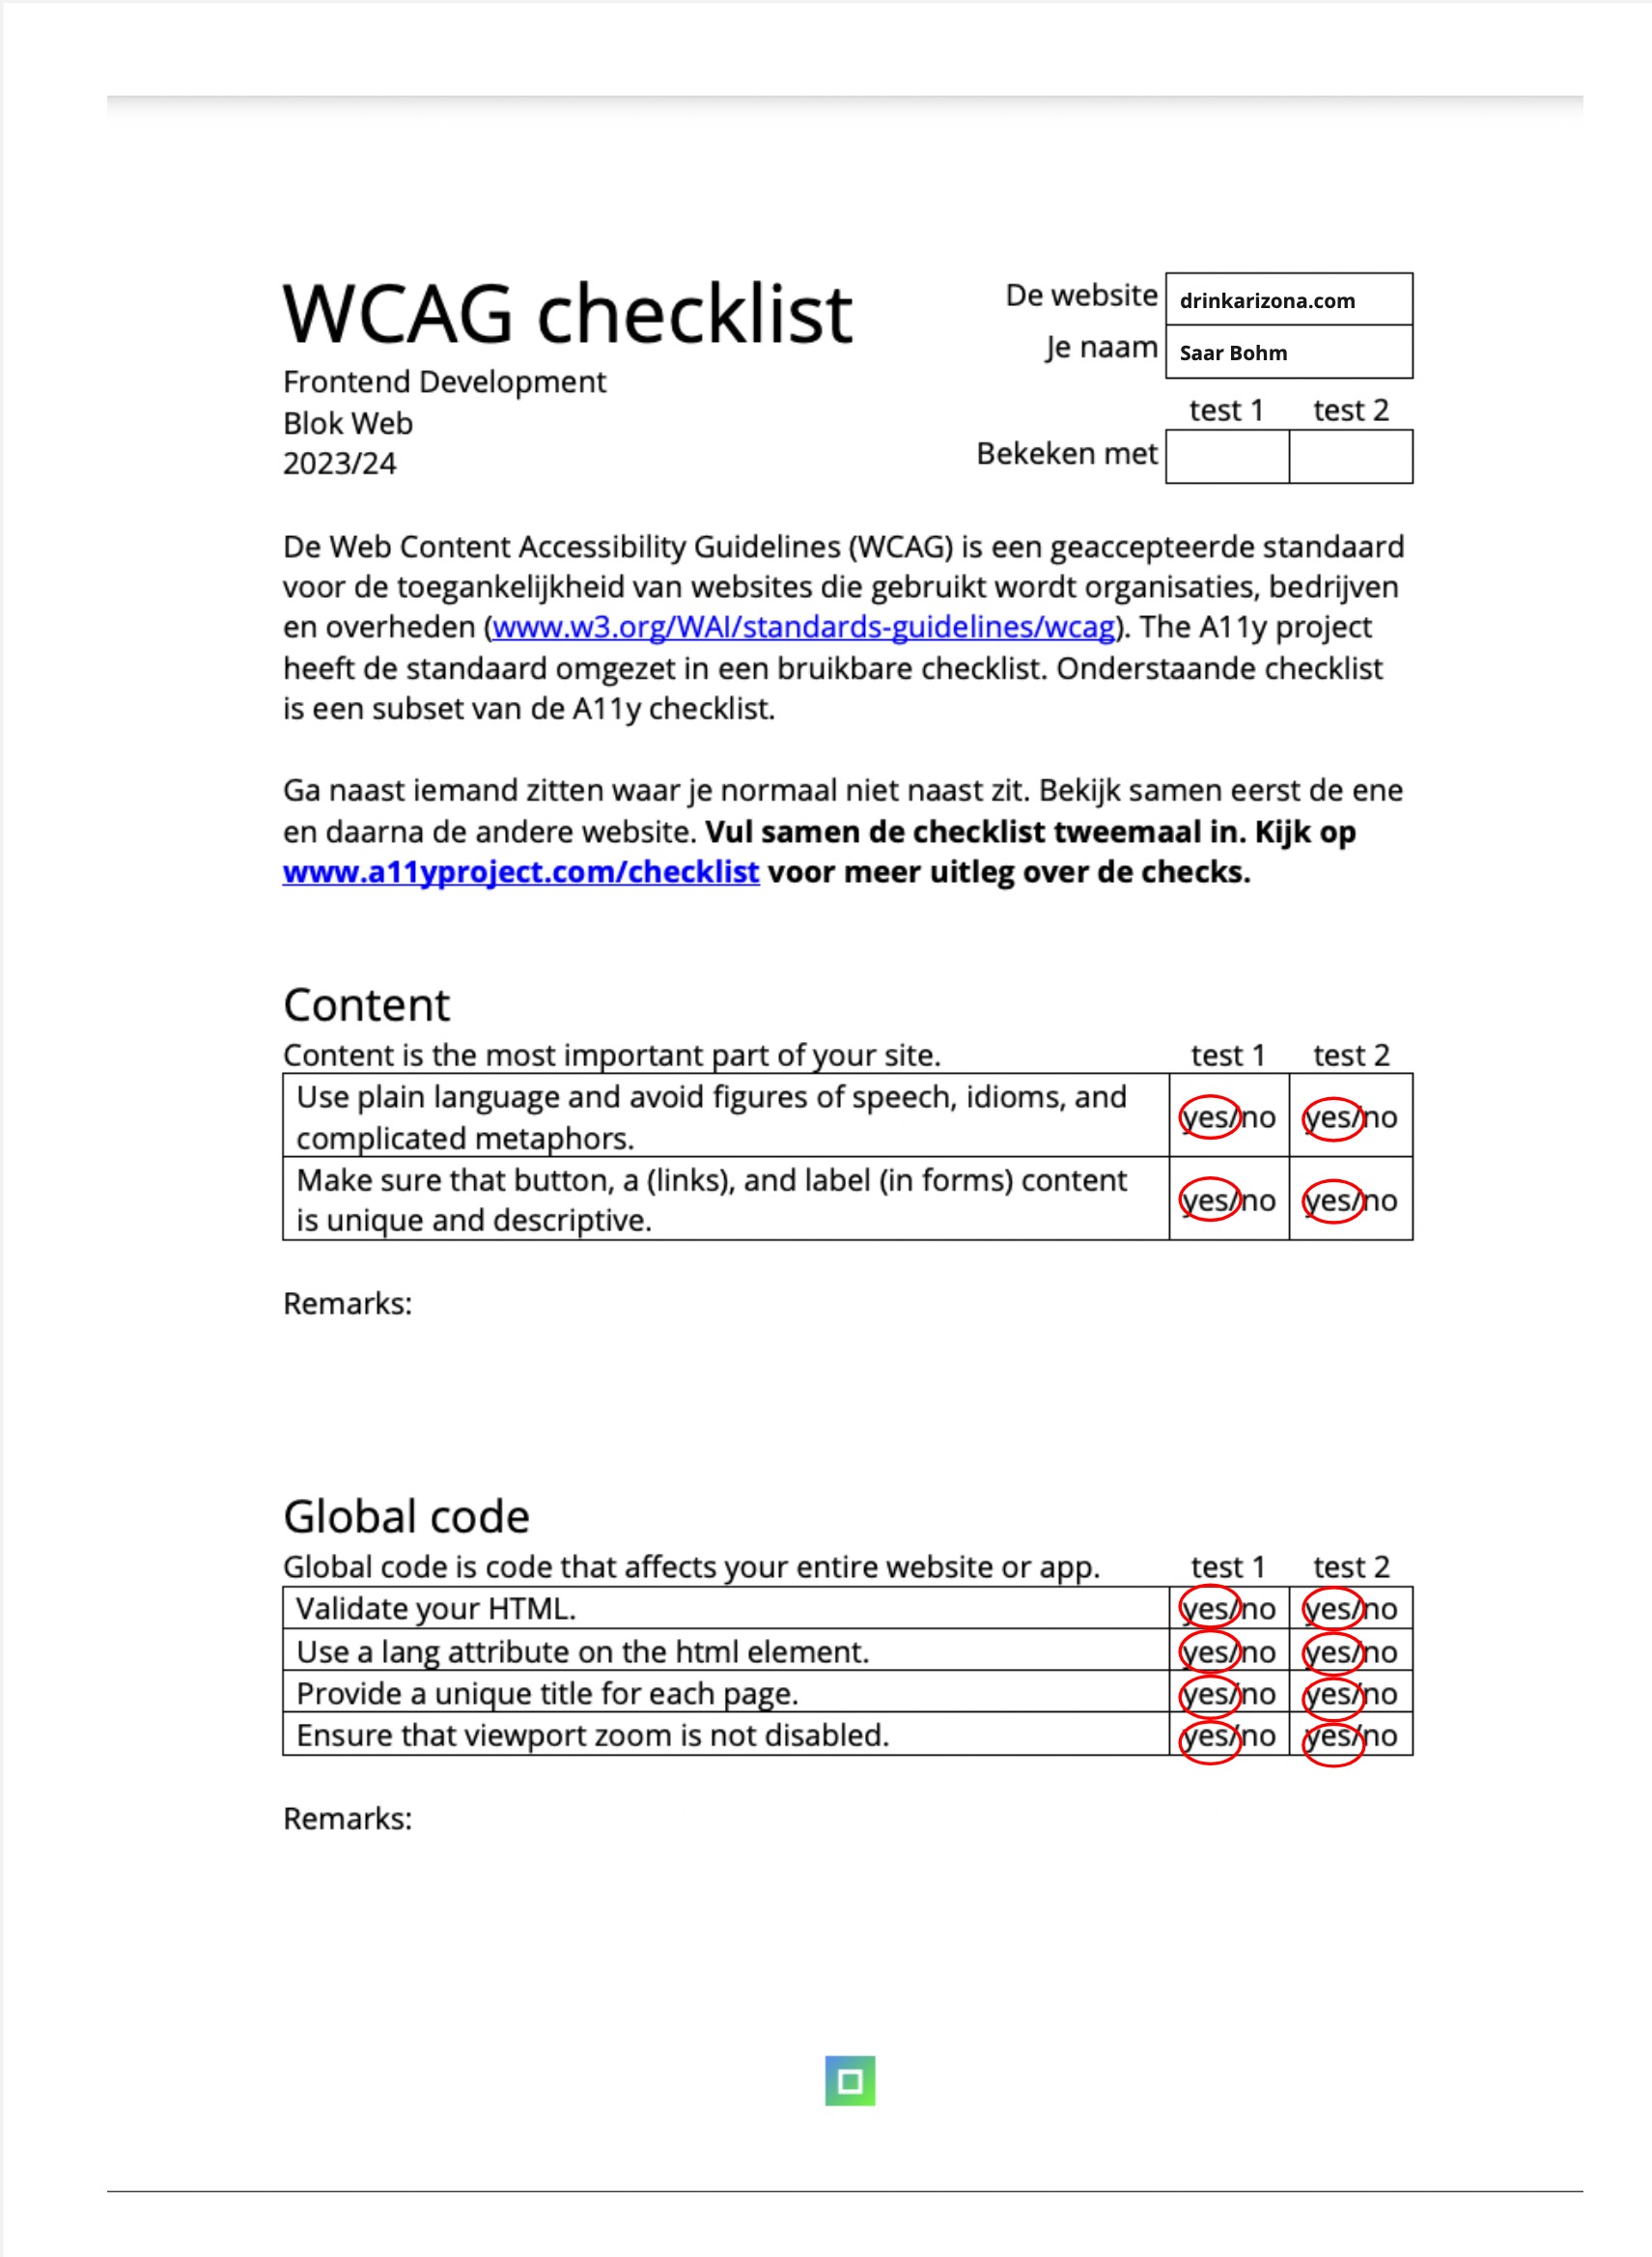 WCAG checklist
Frontend Development
Blok Web
2023/24
De website drinkarizona.com
Je naam Saar Bohm
test 1 test 2
Bekeken met
De Web Content Accessibility Guidelines (WCAG) is een geaccepteerde standaard
voor de toegankelijkheid van websites die gebruikt wordt organisaties, bedrijven
en overheden (www.w3.org/WAI/standards-guidelines/wcag). The A11y project
heeft de standaard omgezet in een bruikbare checklist. Onderstaande checklist
is een subset van de A11y checklist.
Ga naast iemand zitten waar je normaal niet naast zit. Bekijk samen eerst de ene
en daarna de andere website. Vul samen de checklist tweemaal in. Kijk op
www.a11yproject.com/checklist voor meer uitleg over de checks.
Content
Content is the most important part of your site. test 1 test 2
Use plain language and avoid figures of speech, idioms, and
complicated metaphors. yes/no yes/no
Make sure that button, a (links), and label (in forms) content
is unique and descriptive. yes/no yes/no
Remarks:
Global code
Global code is code that affects your entire website or app. test 1 test 2
Validate your HTML. yes/no yes/no
Use a lang attribute on the html element. yes/no yes/no
Provide a unique title for each page. yes/no yes/no
Ensure that viewport zoom is not disabled. yes/no yes/no
Remarks: